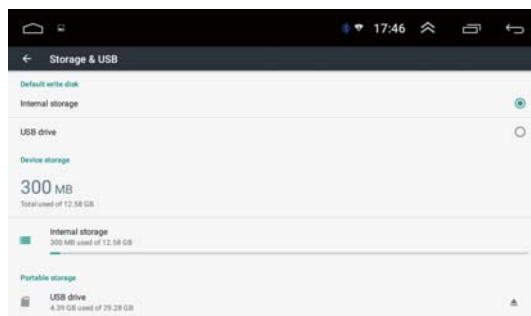 17:46
Storage & USB
Default write disk
Internal storage
USB drive
Device storage
300 MB
Total used of 12.58 GB
Internal storage
300 MB used of 12.58 GB
Portable storage
USB drive
4.39 GB used of 29.28 GB